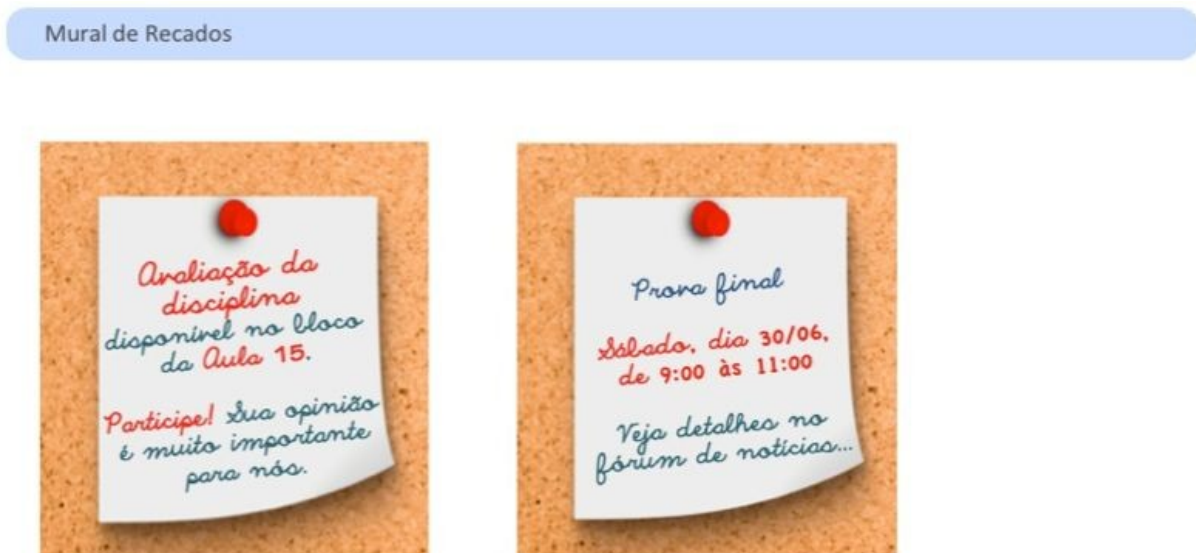 Mural de Recados
Avaliação da
disciplina
disponível no bloco
da Aula 15.
Participe! Sua opinião
é muito importante
para nós.
Prova final
Sábado, dia 30/06,
de 9:00 às 11:00
Veja detalhes no
fórum de notícias...